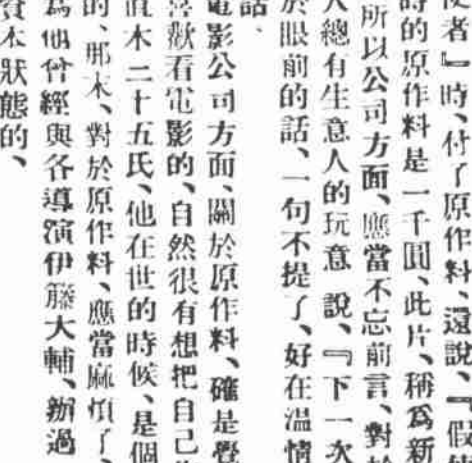 使者』時、付了原作料、還說、『假使
時的原作料是一千圓、此片、稱爲新
所以公司方面、應當不忘前言、對於
人總有生意人的玩意 說、『下一次
於眼前的話、一句不提了、好在溫情
話、
電影公司方面、關於原作料、確是覺
喜歡看電影的、自然很有想把自己
直木二十五氏、他在世的時候、是個
的、那末、對於原作料、應當麻煩了、
爲他曾經與各導演伊籐大輔、辦過
資本狀態的、